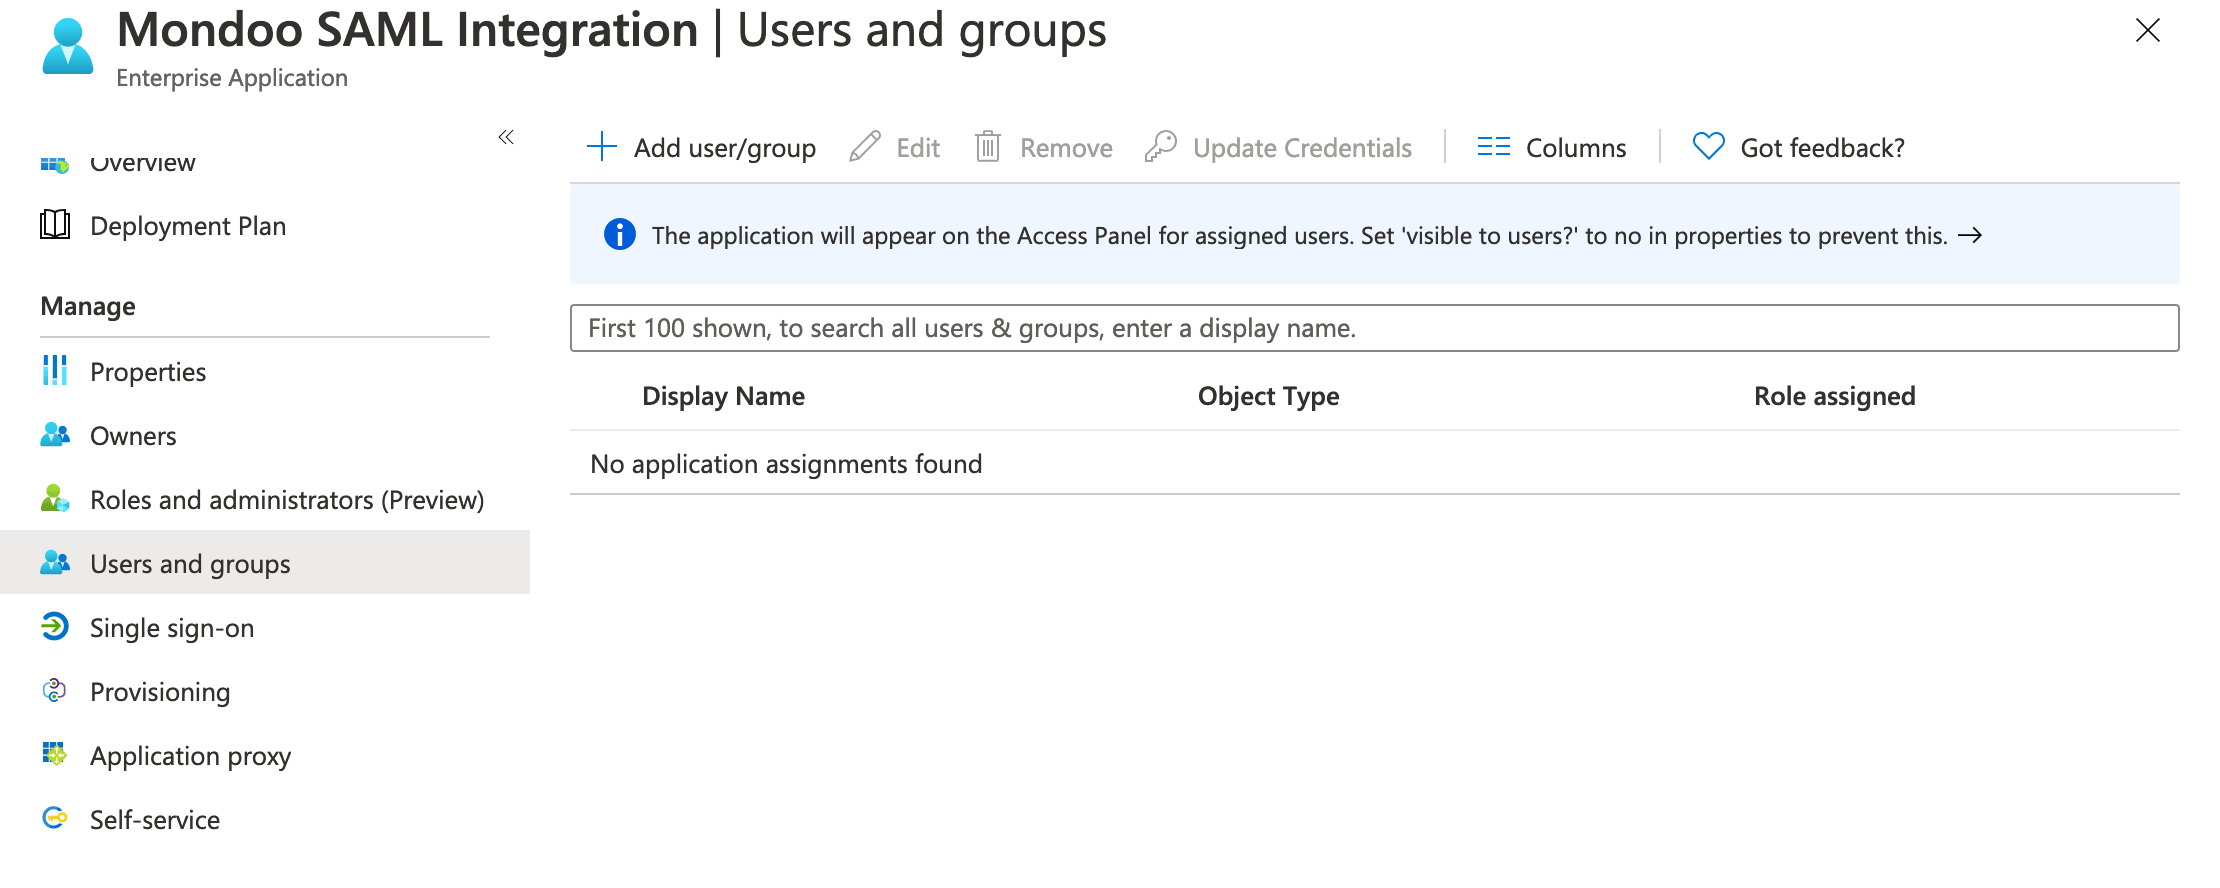 Mondoo SAML Integration | Users and groups
Enterprise Application
Overview
Deployment Plan
Manage
Properties
Owners
Roles and administrators (Preview)
Users and groups
Single sign-on
Provisioning
Application proxy
Self-service
Add user/group Edit Remove Update Credentials Columns Got feedback?
The application will appear on the Access Panel for assigned users. Set 'visible to users?' to no in properties to prevent this. →
First 100 shown, to search all users & groups, enter a display name.
Display Name Object Type Role assigned
No application assignments found